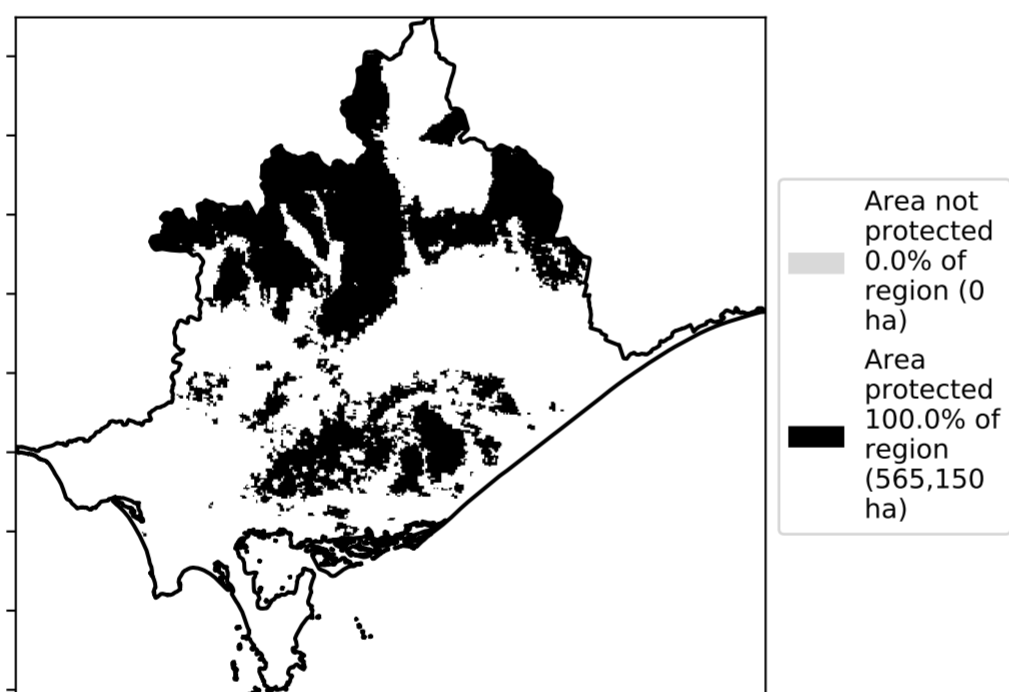 Area not
protected
0.0% of
region (0
ha)
Area
protected
100.0% of
region
(565,150
ha)